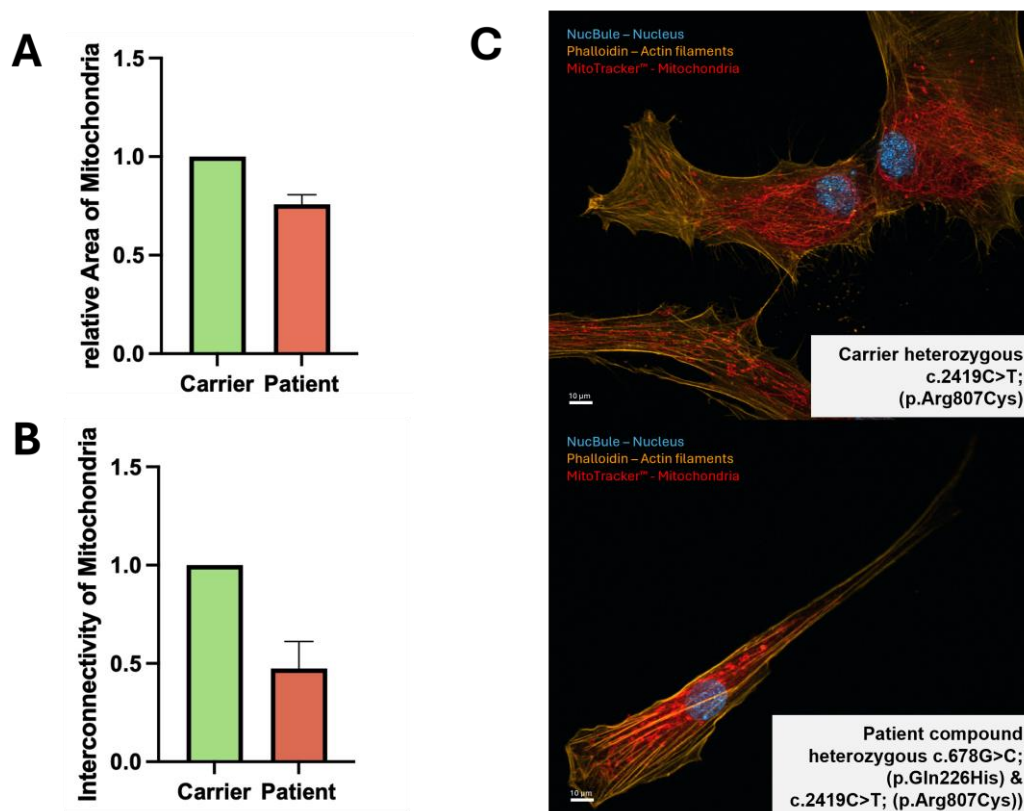 A
relative Area of Mitochondria
1.5
1.0
0.5
0.0
Carrier Patient
B
Interconnectivity of Mitochondria
1.5
1.0
0.5
0.0
Carrier Patient
C
NucBule – Nucleus
Phalloidin – Actin filaments
MitoTracker™ - Mitochondria
10 µm
Carrier heterozygous
c.2419C>T;
(p.Arg807Cys)
NucBule – Nucleus
Phalloidin – Actin filaments
MitoTracker™ - Mitochondria
10 µm
Patient compound
heterozygous c.678G>C;
(p.Gln226His) &
c.2419C>T; (p.Arg807Cys))